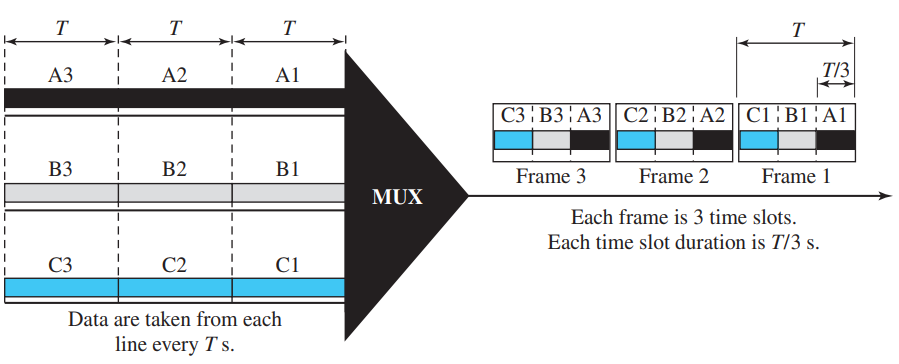 T T T
A3 A2 A1
B3 B2 B1
C3 C2 C1
Data are taken from each
line every T s.
MUX
T
T/3
C3 B3 A3 C2 B2 A2 C1 B1 A1
Frame 3 Frame 2 Frame 1
Each frame is 3 time slots.
Each time slot duration is T/3 s.